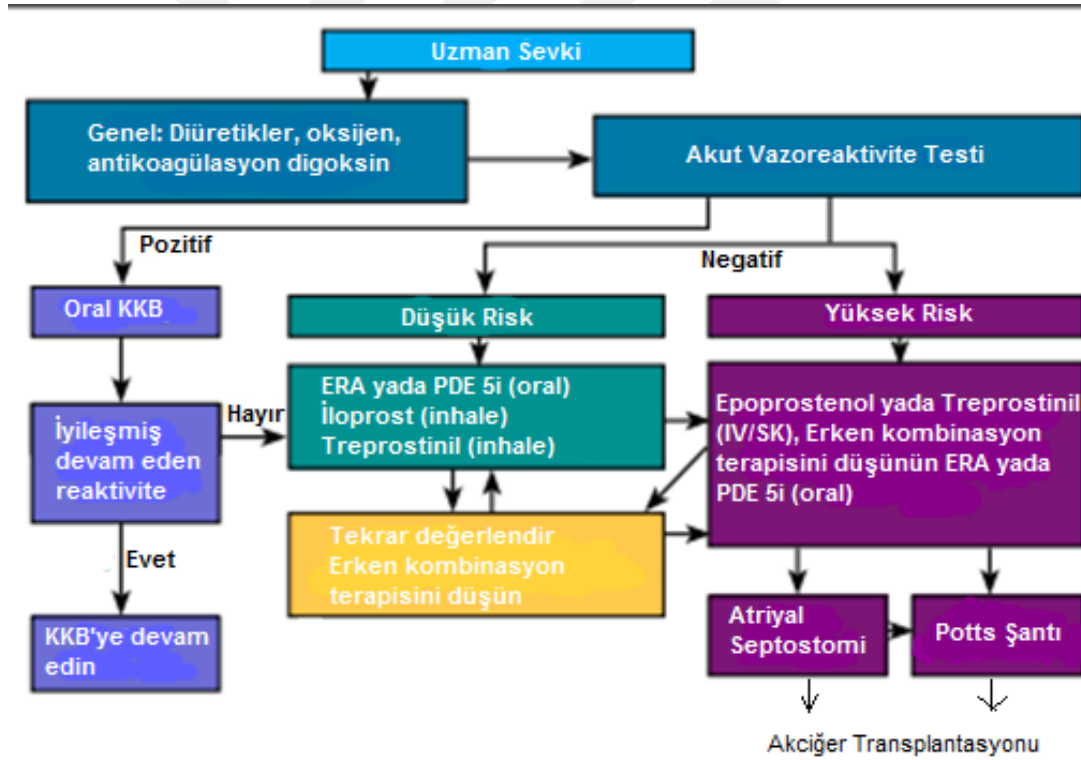 Uzman Sevki
Genel: Diüretikler, oksijen,
antikoagülasyon digoksin
Akut Vazoreaktivite Testi
Pozitif
Negatif
Oral KKB
Düşük Risk
Yüksek Risk
İyileşmiş
devam eden
reaktivite
Hayır
ERA yada PDE 5i (oral)
İloprost (inhale)
Treprostinil (inhale)
Epoprostenol yada Treprostinil
(IV/SK), Erken kombinasyon
terapisini düşünün ERA yada
PDE 5i (oral)
Evet
Tekrar değerlendir
Erken kombinasyon
terapisini düşün
KKB'ye devam
edin
Atriyal
Septostomi
Potts Şantı
Akciğer Transplantasyonu